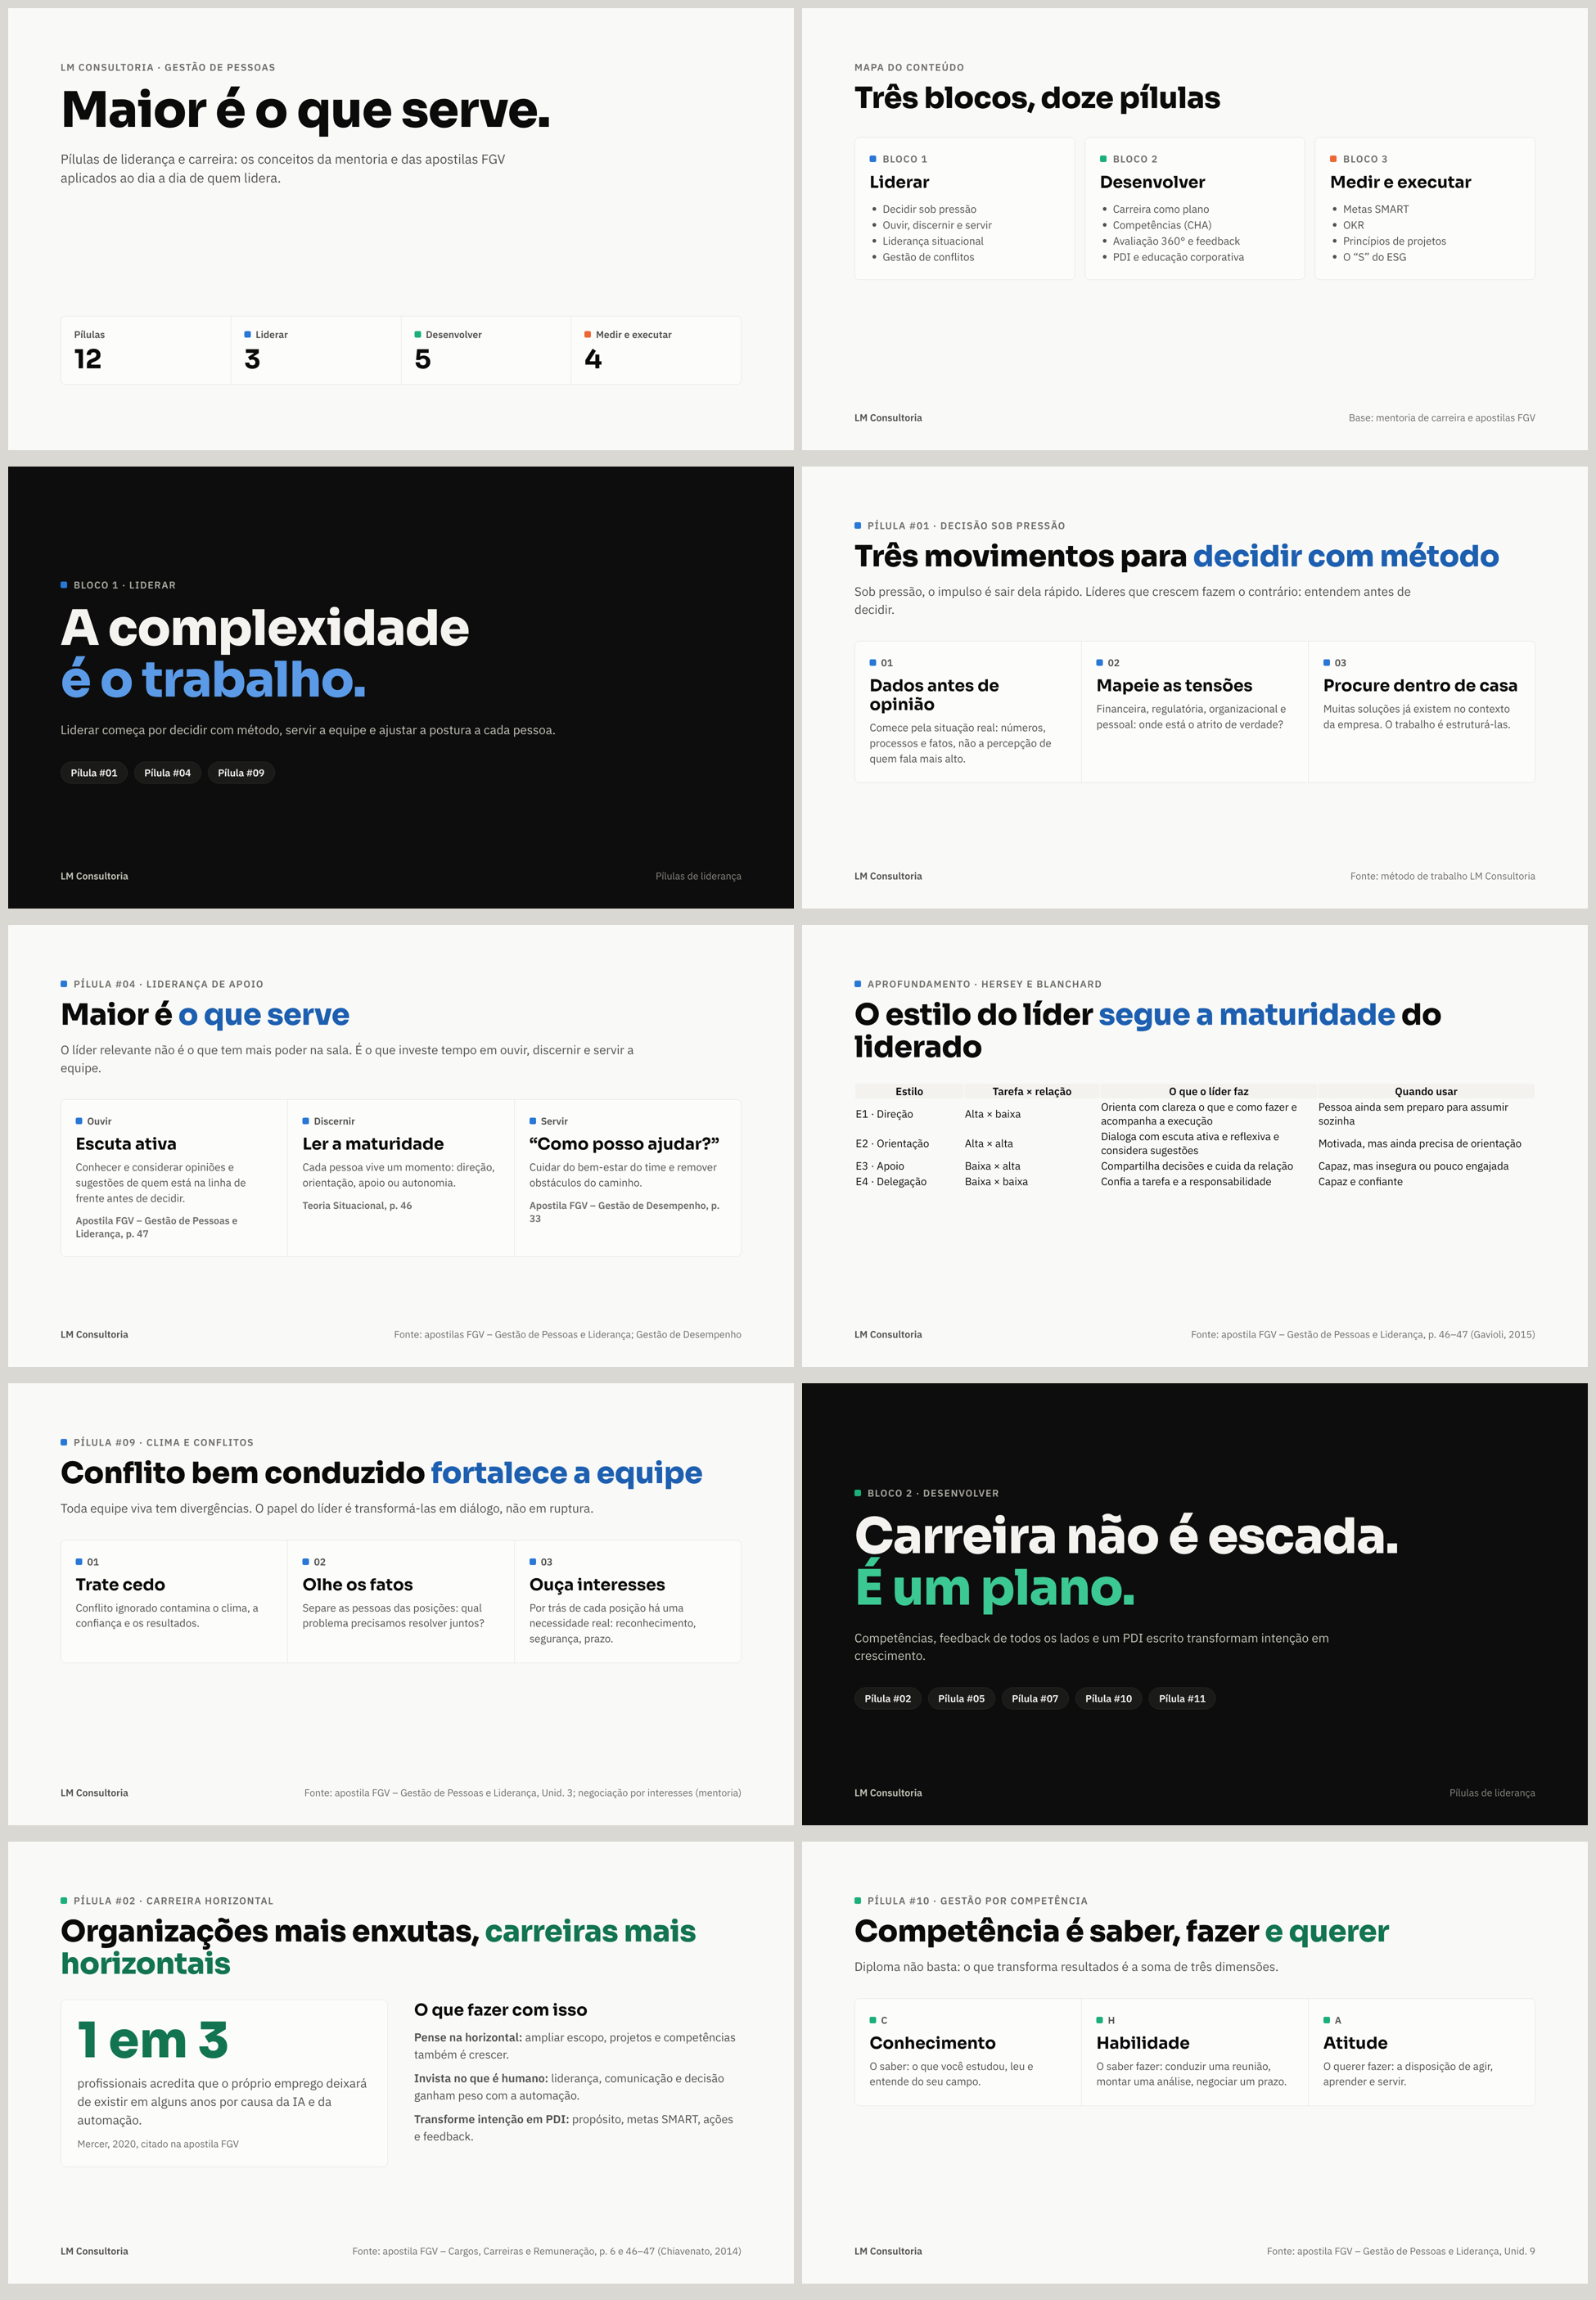 LM CONSULTORIA · GESTÃO DE PESSOAS
Maior é o que serve.
Pílulas de liderança e carreira: os conceitos da mentoria e das apostilas FGV
aplicados ao dia a dia de quem lidera.
Pílulas
12
Liderar
3
Desenvolver
5
Medir e executar
4
MAPA DO CONTEÚDO
Três blocos, doze pílulas
BLOCO 1
Liderar
• Decidir sob pressão
• Ouvir, discernir e servir
• Liderança situacional
• Gestão de conflitos
BLOCO 2
Desenvolver
• Carreira como plano
• Competências (CHA)
• Avaliação 360° e feedback
• PDI e educação corporativa
BLOCO 3
Medir e executar
• Metas SMART
• OKR
• Princípios de projetos
• O “S” do ESG
LM Consultoria
Base: mentoria de carreira e apostilas FGV
BLOCO 1 · LIDERAR
A complexidade
é o trabalho.
Liderar começa por decidir com método, servir a equipe e ajustar a postura a cada pessoa.
Pílula #01
Pílula #04
Pílula #09
LM Consultoria
Pílulas de liderança
PÍLULA #01 · DECISÃO SOB PRESSÃO
Três movimentos para decidir com método
Sob pressão, o impulso é sair dela rápido. Líderes que crescem fazem o contrário: entendem antes de
decidir.
01
Dados antes de
opinião
Comece pela situação real: números,
processos e fatos, não a percepção de
quem fala mais alto.
02
Mapeie as tensões
Financeira, regulatória, organizacional e
pessoal: onde está o atrito de verdade?
03
Procure dentro de casa
Muitas soluções já existem no contexto
da empresa. O trabalho é estruturá-las.
LM Consultoria
Fonte: método de trabalho LM Consultoria
PÍLULA #04 · LIDERANÇA DE APOIO
Maior é o que serve
O líder relevante não é o que tem mais poder na sala. É o que investe tempo em ouvir, discernir e servir a
equipe.
Ouvir
Escuta ativa
Conhecer e considerar opiniões e
sugestões de quem está na linha de
frente antes de decidir.
Apostila FGV – Gestão de Pessoas e
Liderança, p. 47
Discernir
Ler a maturidade
Cada pessoa vive um momento: direção,
orientação, apoio ou autonomia.
Teoria Situacional, p. 46
Servir
“Como posso ajudar?”
Cuidar do bem-estar do time e remover
obstáculos do caminho.
Apostila FGV – Gestão de Desempenho, p.
33
LM Consultoria
Fonte: apostilas FGV – Gestão de Pessoas e Liderança; Gestão de Desempenho
APROFUNDAMENTO · HERSEY E BLANCHARD
O estilo do líder segue a maturidade do
liderado
Estilo Tarefa × relação O que o líder faz Quando usar
E1 · Direção Alta × baixa Orienta com clareza o que e como fazer e
acompanha a execução Pessoa ainda sem preparo para assumir
sozinha
E2 · Orientação Alta × alta Dialoga com escuta ativa e reflexiva e
considera sugestões Motivada, mas ainda precisa de orientação
E3 · Apoio Baixa × alta Compartilha decisões e cuida da relação Capaz, mas insegura ou pouco engajada
E4 · Delegação Baixa × baixa Confia a tarefa e a responsabilidade Capaz e confiante
LM Consultoria
Fonte: apostila FGV – Gestão de Pessoas e Liderança, p. 46–47 (Gavioli, 2015)
PÍLULA #09 · CLIMA E CONFLITOS
Conflito bem conduzido fortalece a equipe
Toda equipe viva tem divergências. O papel do líder é transformá-las em diálogo, não em ruptura.
01
Trate cedo
Conflito ignorado contamina o clima, a
confiança e os resultados.
02
Olhe os fatos
Separe as pessoas das posições: qual
problema precisamos resolver juntos?
03
Ouça interesses
Por trás de cada posição há uma
necessidade real: reconhecimento,
segurança, prazo.
LM Consultoria
Fonte: apostila FGV – Gestão de Pessoas e Liderança, Unid. 3; negociação por interesses (mentoria)
BLOCO 2 · DESENVOLVER
Carreira não é escada.
É um plano.
Competências, feedback de todos os lados e um PDI escrito transformam intenção em
crescimento.
Pílula #02
Pílula #05
Pílula #07
Pílula #10
Pílula #11
LM Consultoria
Pílulas de liderança
PÍLULA #02 · CARREIRA HORIZONTAL
Organizações mais enxutas, carreiras mais
horizontais
1 em 3
profissionais acredita que o próprio emprego deixará
de existir em alguns anos por causa da IA e da
automação.
Mercer, 2020, citado na apostila FGV
O que fazer com isso
Pense na horizontal: ampliar escopo, projetos e competências
também é crescer.
Invista no que é humano: liderança, comunicação e decisão
ganham peso com a automação.
Transforme intenção em PDI: propósito, metas SMART, ações
e feedback.
LM Consultoria
Fonte: apostila FGV – Cargos, Carreiras e Remuneração, p. 6 e 46–47 (Chiavenato, 2014)
PÍLULA #10 · GESTÃO POR COMPETÊNCIA
Competência é saber, fazer e querer
Diploma não basta: o que transforma resultados é a soma de três dimensões.
C
Conhecimento
O saber: o que você estudou, leu e
entende do seu campo.
H
Habilidade
O saber fazer: conduzir uma reunião,
montar uma análise, negociar um prazo.
A
Atitude
O querer fazer: a disposição de agir,
aprender e servir.
LM Consultoria
Fonte: apostila FGV – Gestão de Pessoas e Liderança, Unid. 9